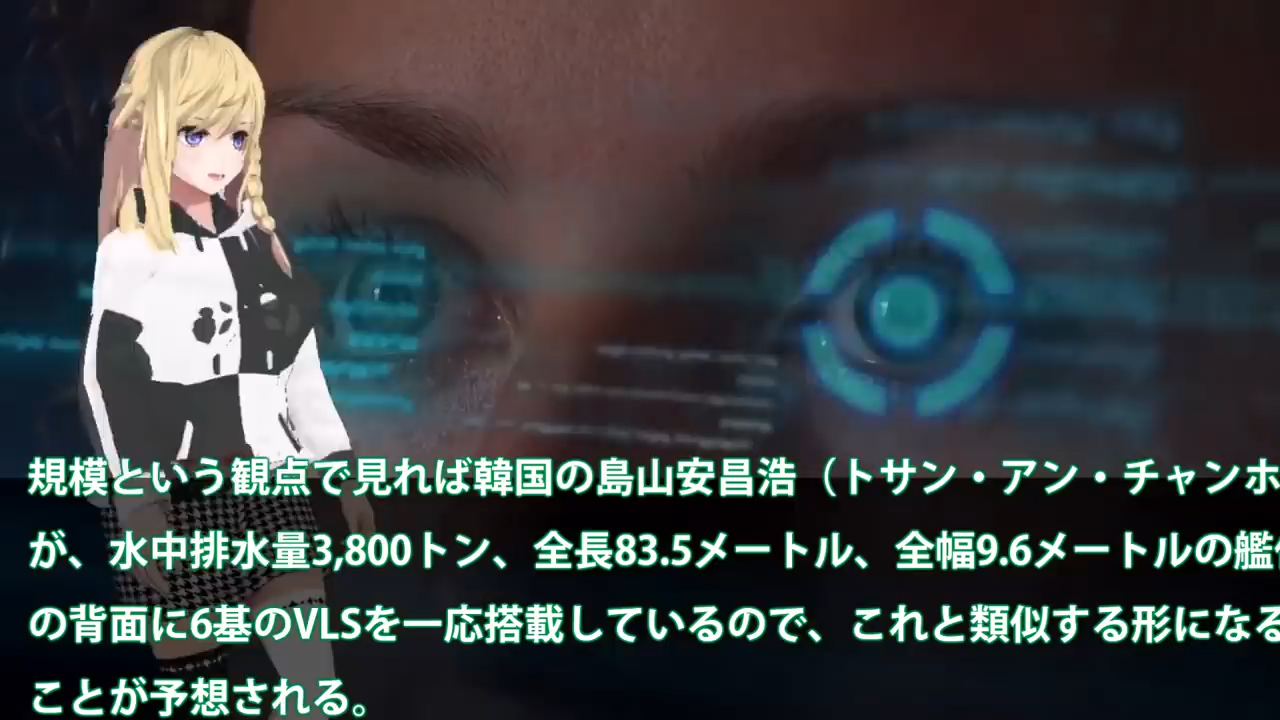 規模という観点で見れば韓国の島山安昌浩（トサン・アン・チャンホ
が、水中排水量3,800トン、全長83.5メートル、全幅9.6メートルの艦
の背面に6基のVLSを一応搭載しているので、これと類似する形になる
ことが予想される。